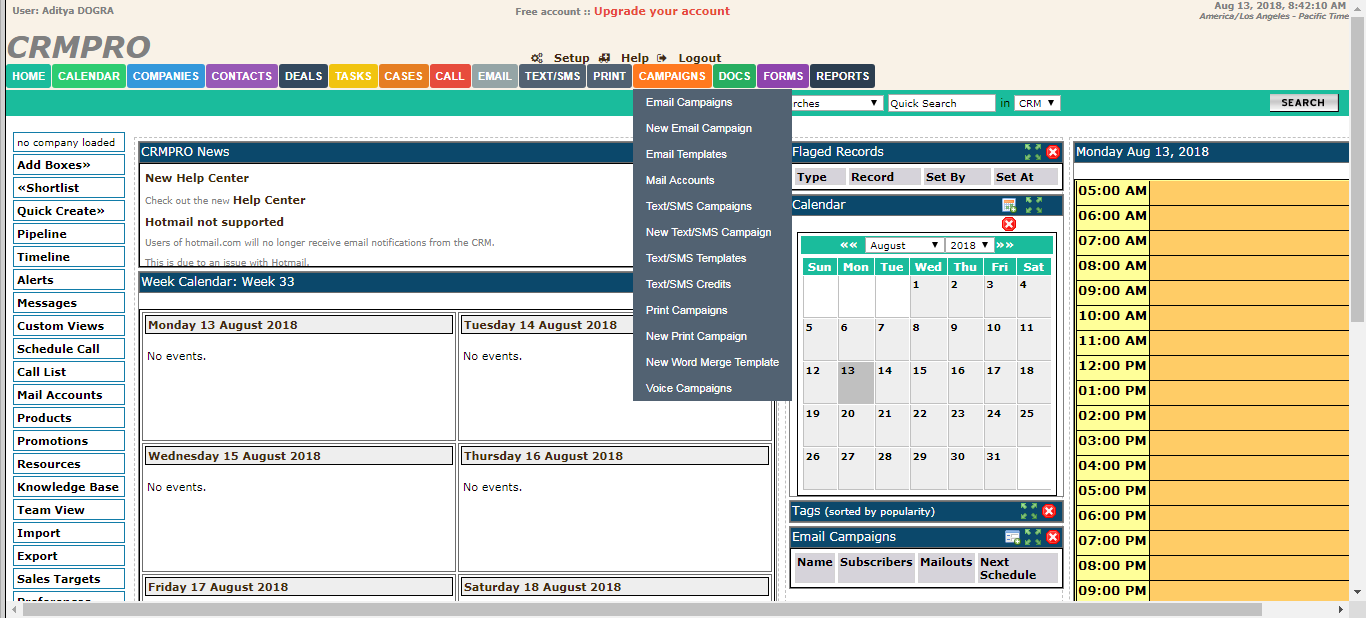 User: Aditya DOGRA
Free account :: Upgrade your account
Aug 13, 2018, 8:42:10 AM
America/Los Angeles - Pacific Time
CRMPRO
Setup Help Logout
HOME CALENDAR COMPANIES CONTACTS DEALS TASKS CASES CALL EMAIL TEXT/SMS PRINT CAMPAIGNS DOCS FORMS REPORTS
rches Quick Search in CRM SEARCH
Email Campaigns
New Email Campaign
Email Templates
Mail Accounts
Text/SMS Campaigns
New Text/SMS Campaign
Text/SMS Templates
Text/SMS Credits
Print Campaigns
New Print Campaign
New Word Merge Template
Voice Campaigns
no company loaded
Add Boxes»
«Shortlist
Quick Create»
Pipeline
Timeline
Alerts
Messages
Custom Views
Schedule Call
Call List
Mail Accounts
Products
Promotions
Resources
Knowledge Base
Team View
Import
Export
Sales Targets
CRMPRO News
New Help Center
Check out the new Help Center
Hotmail not supported
Users of hotmail.com will no longer receive email notifications from the CRM.
This is due to an issue with Hotmail.
Week Calendar: Week 33
Monday 13 August 2018
No events.
Tuesday 14 August 2018
No events.
Wednesday 15 August 2018
No events.
Thursday 16 August 2018
No events.
Friday 17 August 2018
Saturday 18 August 2018
Flaged Records
Type Record Set By Set At
Calendar
«« August 2018 »»
Sun Mon Tue Wed Thu Fri Sat
1 2 3 4
5 6 7 8 9 10 11
12 13 14 15 16 17 18
19 20 21 22 23 24 25
26 27 28 29 30 31
Tags (sorted by popularity)
Email Campaigns
Name Subscribers Mailouts Next
Schedule
Monday Aug 13, 2018
05:00 AM
06:00 AM
07:00 AM
08:00 AM
09:00 AM
10:00 AM
11:00 AM
12:00 PM
01:00 PM
02:00 PM
03:00 PM
04:00 PM
05:00 PM
06:00 PM
07:00 PM
08:00 PM
09:00 PM